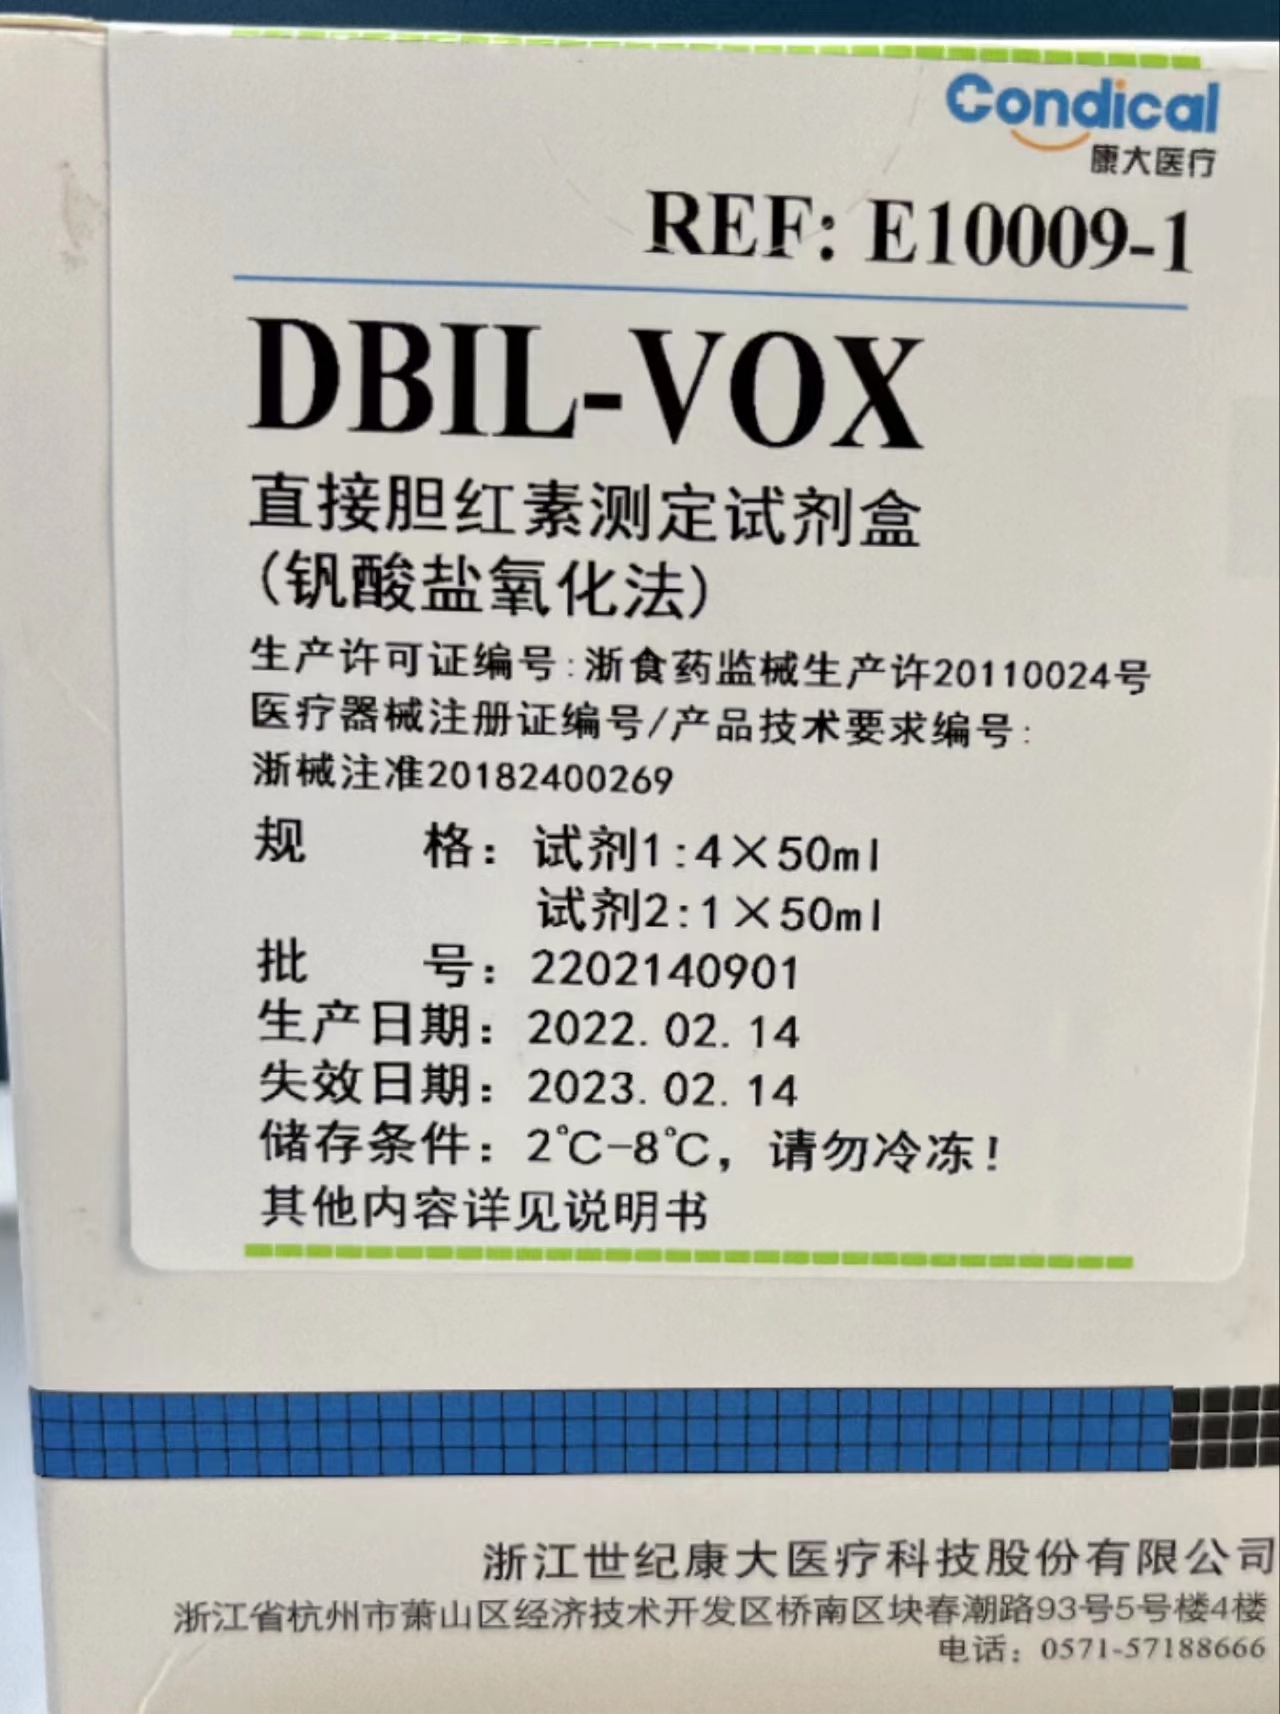 Condical
康大医疗
REF: E10009-1
DBIL-VOX
直接胆红素测定试剂盒
(钒酸盐氧化法)
生产许可证编号:浙食药监械生产许20110024号
医疗器械注册证编号/产品技术要求编号:
浙械注准20182400269
规 格: 试剂1:4×50ml
试剂2:1×50ml
批 号: 2202140901
生产日期: 2022.02.14
失效日期: 2023.02.14
储存条件: 2℃-8℃, 请勿冷冻!
其他内容详见说明书
浙江世纪康大医疗科技股份有限公司
浙江省杭州市萧山区经济技术开发区桥南区块春潮路93号5号楼4楼
电话: 0571-57188666